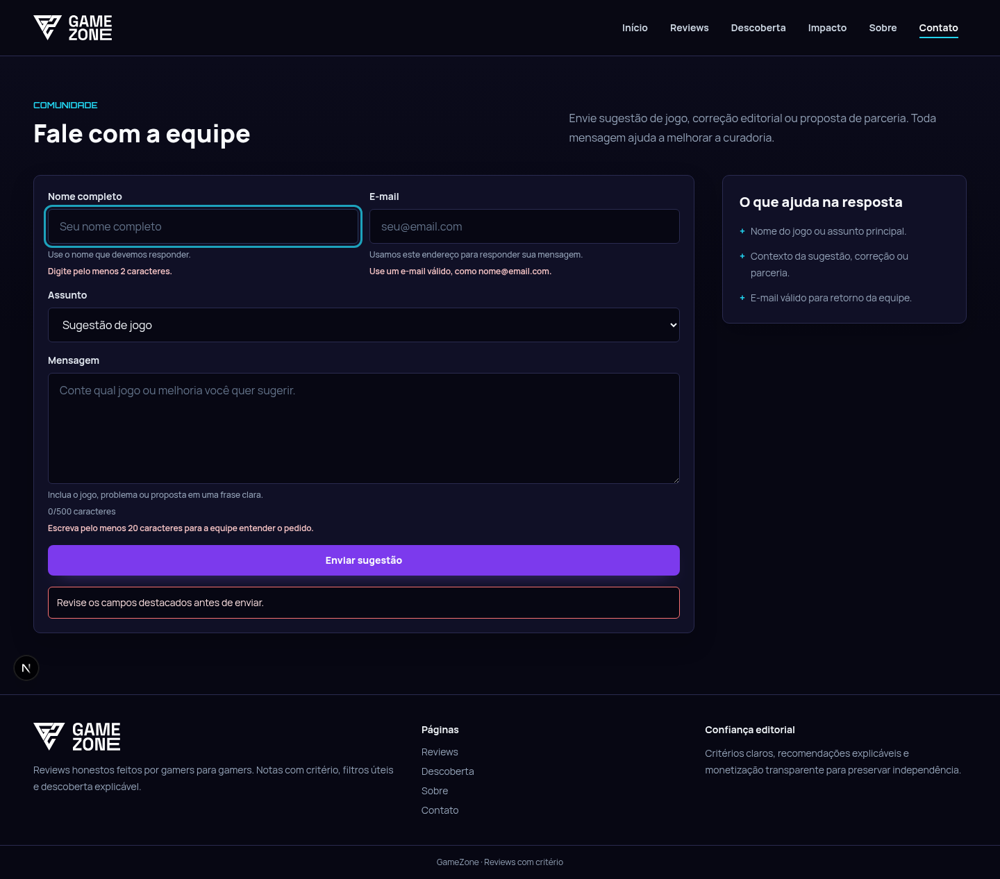 GAME
ZONE
Início
Reviews
Descoberta
Impacto
Sobre
Contato
COMUNIDADE
Fale com a equipe
Envie sugestão de jogo, correção editorial ou proposta de parceria. Toda
mensagem ajuda a melhorar a curadoria.
Nome completo
Seu nome completo
Use o nome que devemos responder.
Digite pelo menos 2 caracteres.
E-mail
seu@email.com
Usamos este endereço para responder sua mensagem.
Use um e-mail válido, como nome@email.com.
Assunto
Sugestão de jogo
Mensagem
Conte qual jogo ou melhoria você quer sugerir.
Inclua o jogo, problema ou proposta em uma frase clara.
0/500 caracteres
Escreva pelo menos 20 caracteres para a equipe entender o pedido.
Enviar sugestão
Revise os campos destacados antes de enviar.
O que ajuda na resposta
+ Nome do jogo ou assunto principal.
+ Contexto da sugestão, correção ou
parceria.
+ E-mail válido para retorno da equipe.
N
GAME
ZONE
Reviews honestos feitos por gamers para gamers. Notas com critério, filtros úteis
e descoberta explicável.
Páginas
Reviews
Descoberta
Sobre
Contato
Confiança editorial
Critérios claros, recomendações explicáveis e
monetização transparente para preservar independência.
GameZone · Reviews com critério